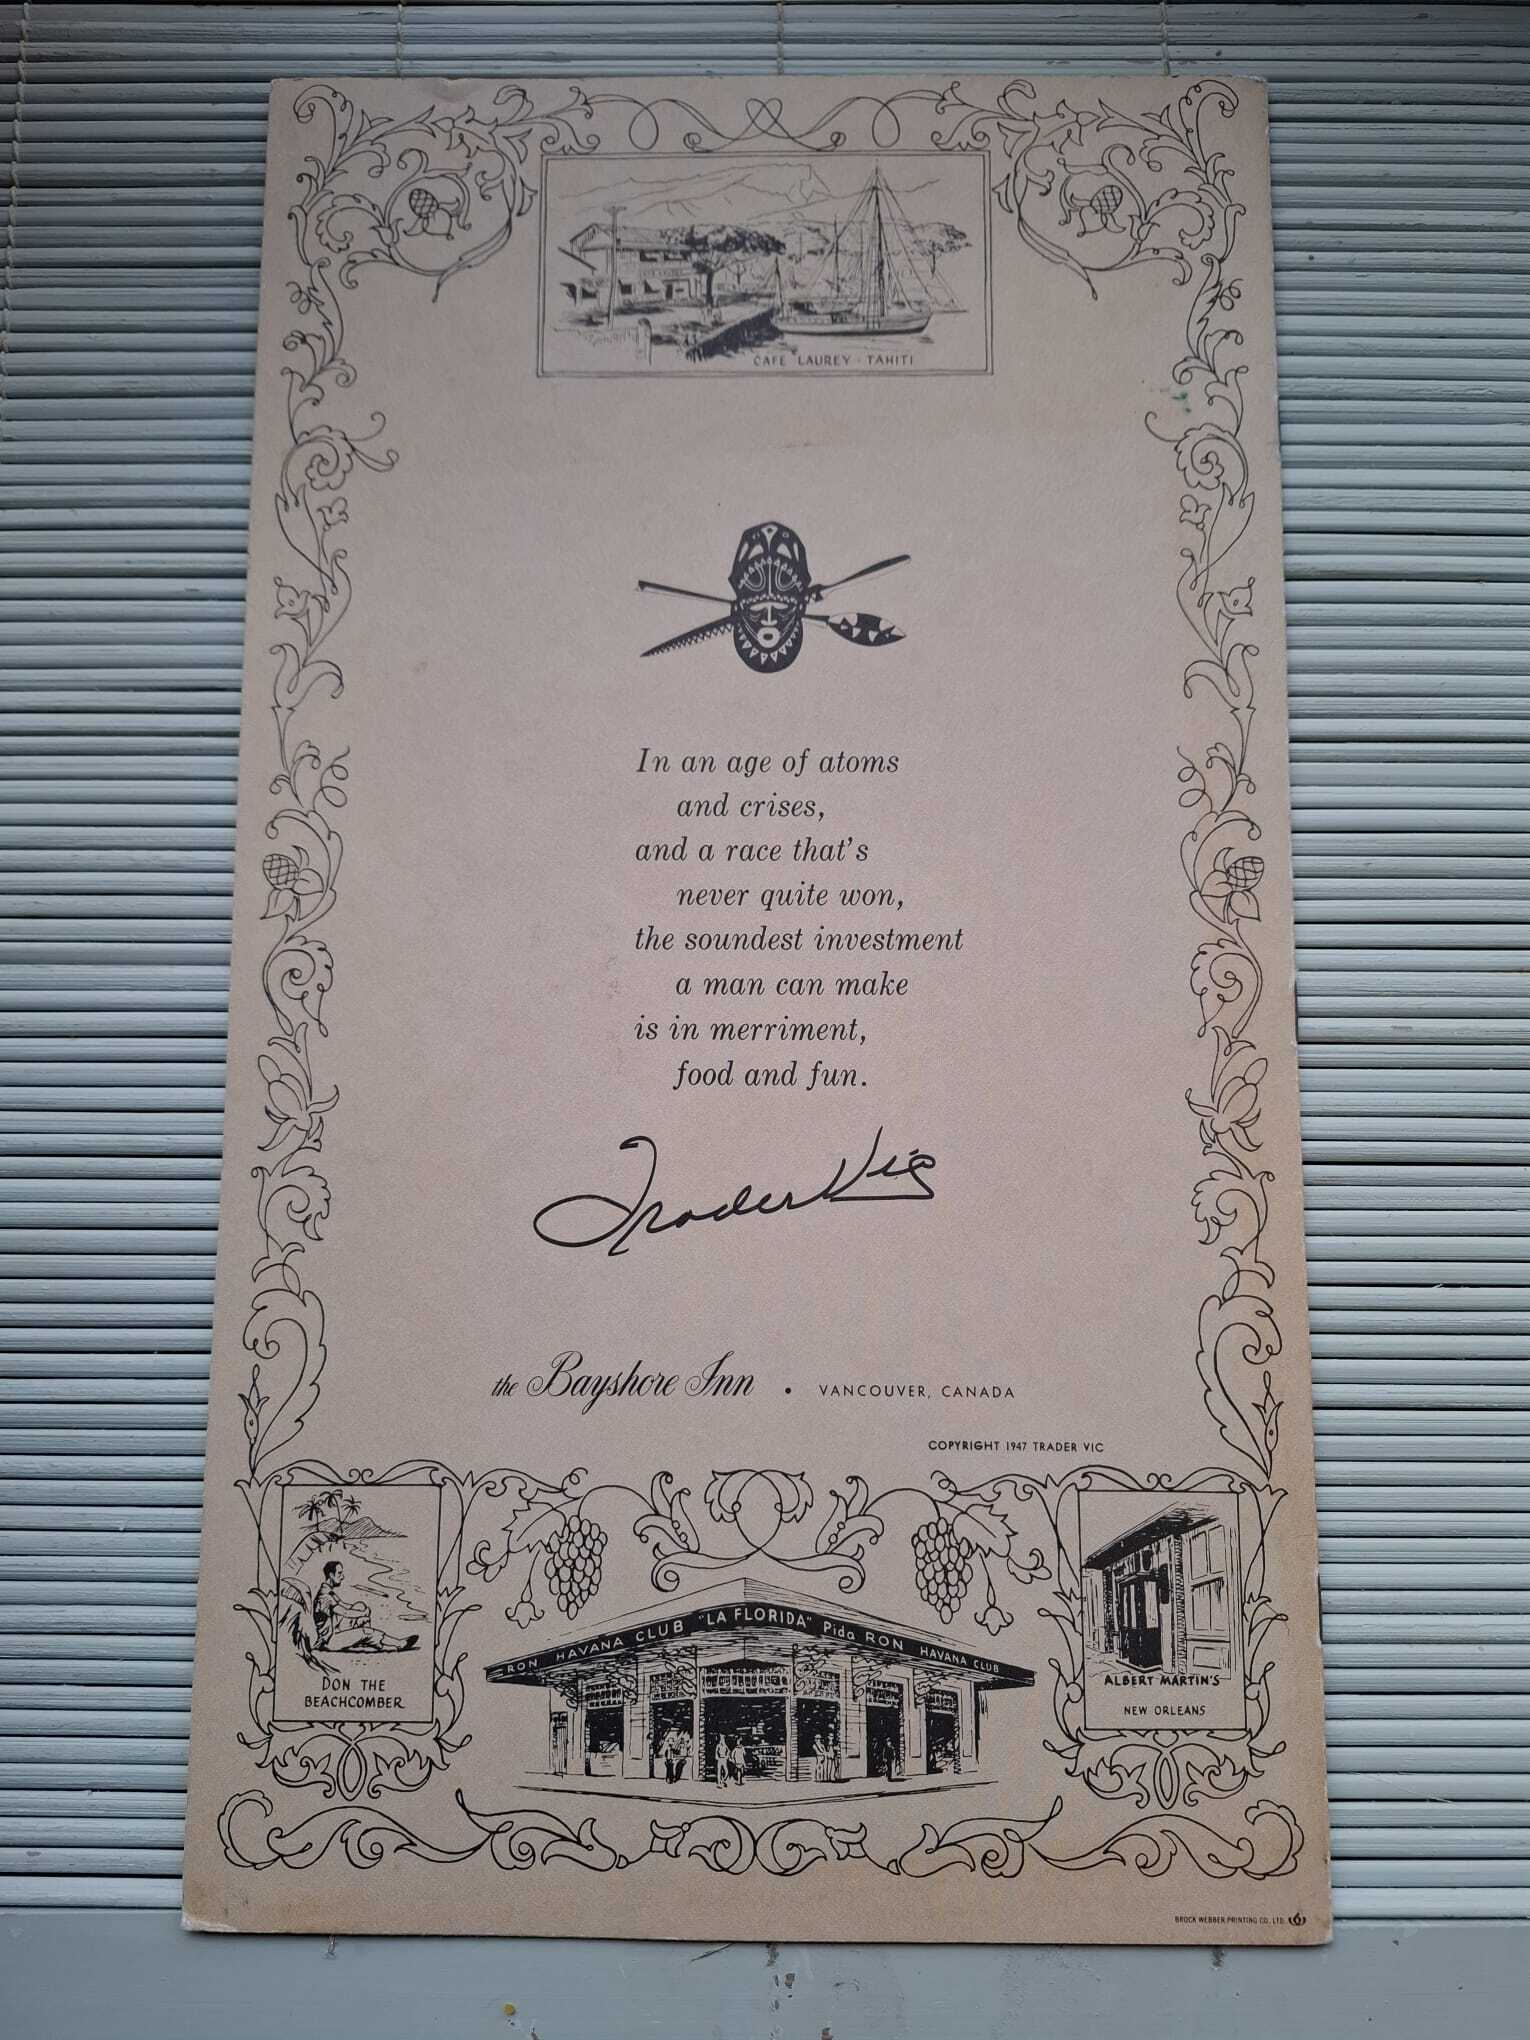 CAFE LAUREY - TAHITI
In an age of atoms
and crises,
and a race that's
never quite won,
the soundest investment
a man can make
is in merriment,
food and fun.
Trader Vic
the Bayshore Inn • VANCOUVER, CANADA
COPYRIGHT 1947 TRADER VIC
RON HAVANA CLUB "LA FLORIDA" Pida RON HAVANA CLUB
DON THE
BEACHCOMBER
ALBERT MARTIN'S
NEW ORLEANS
BROCK WEBBER PRINTING CO. LTD.